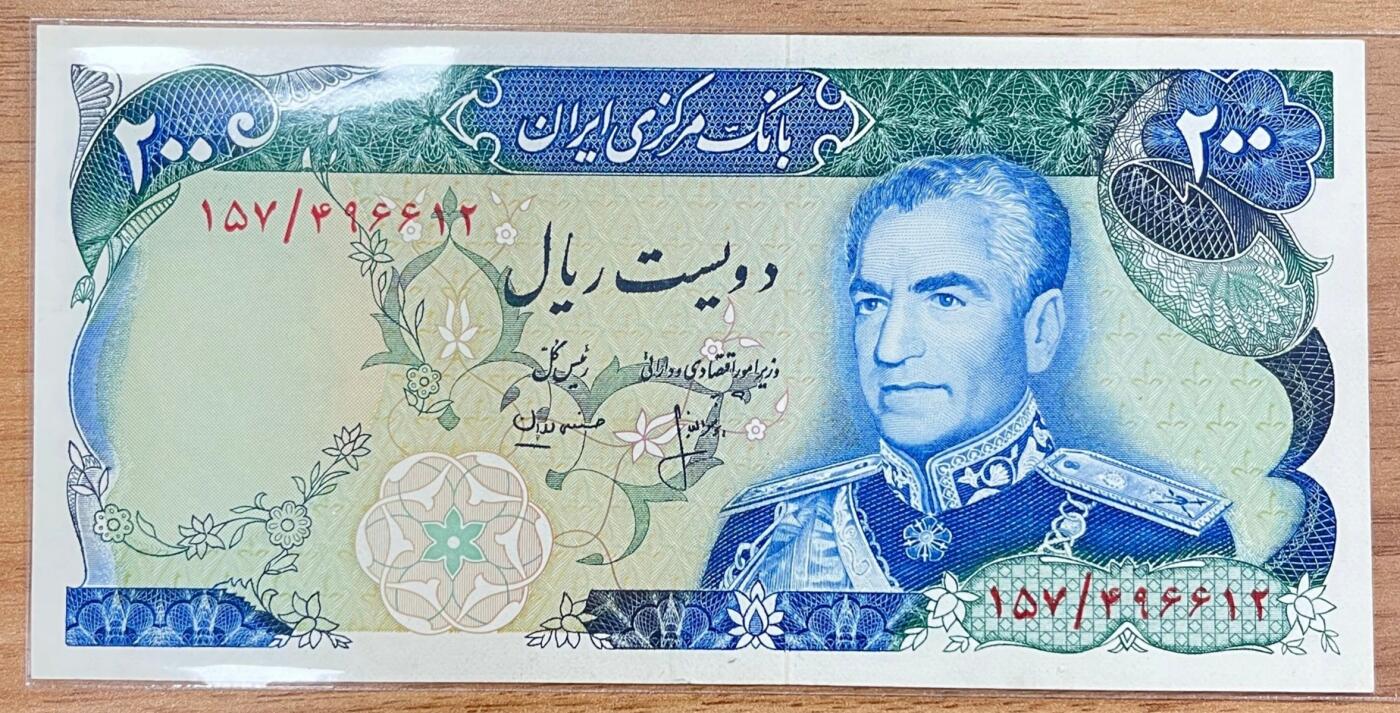 بانک مرکزی ایران
۲۰۰
۲۰۰
۱۵۷/۴۹۶۶۱۲
دویست ریال
وزیر امور اقتصادی و دارائی
رئیس کل
۱۵۷/۴۹۶۶۱۲